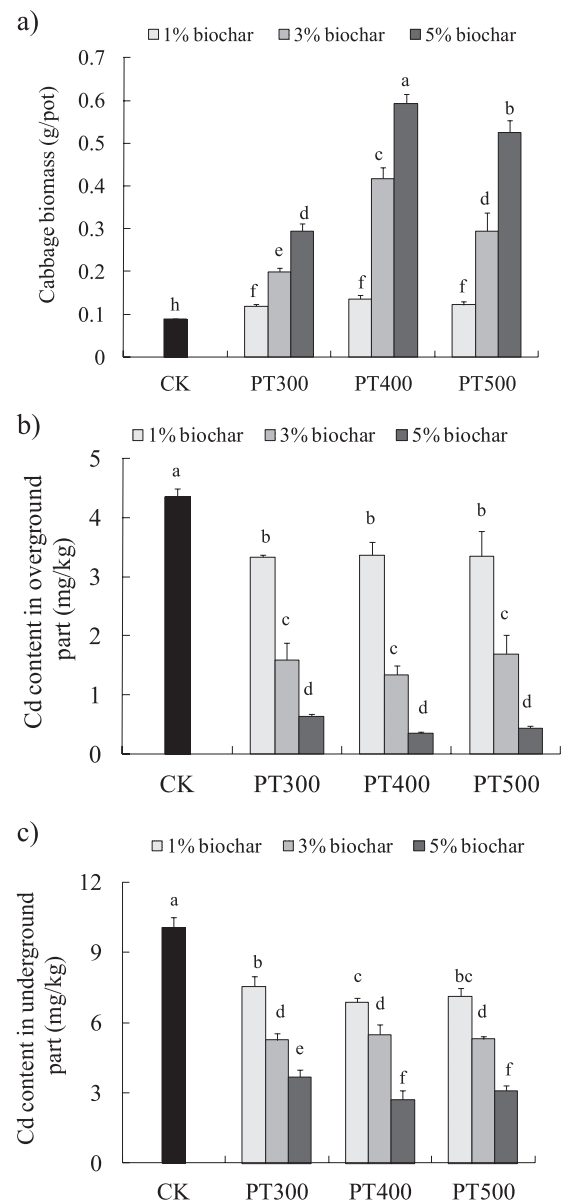 a)
1% biochar 3% biochar 5% biochar
Cabbage biomass (g/pot)
0.7
0.6
0.5
0.4
0.3
0.2
0.1
0
h
f e d
f c a
f d b
CK PT300 PT400 PT500
b)
1% biochar 3% biochar 5% biochar
Cd content in overground
part (mg/kg)
5
4
3
2
1
0
a
b c d
b c d
b c d
CK PT300 PT400 PT500
c)
1% biochar 3% biochar 5% biochar
Cd content in underground
part (mg/kg)
12
9
6
3
0
a
b d e
c d f
bc d f
CK PT300 PT400 PT500